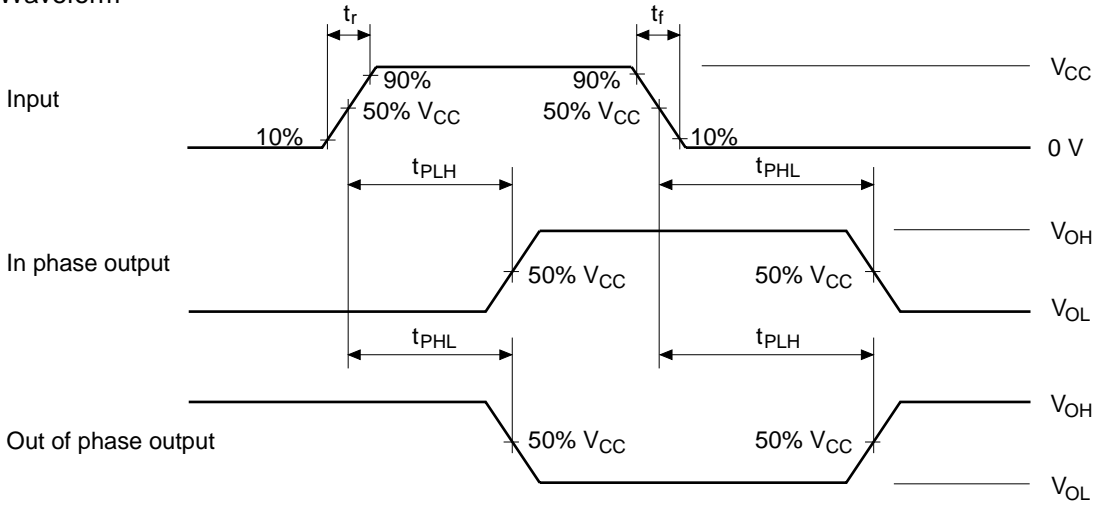 Waveform
tr
tf
90%
90%
VCC
Input
50% VCC
50% VCC
10%
10%
0 V
tPLH
tPHL
VOH
In phase output
50% VCC
50% VCC
VOL
tPHL
tPLH
VOH
Out of phase output
50% VCC
50% VCC
VOL